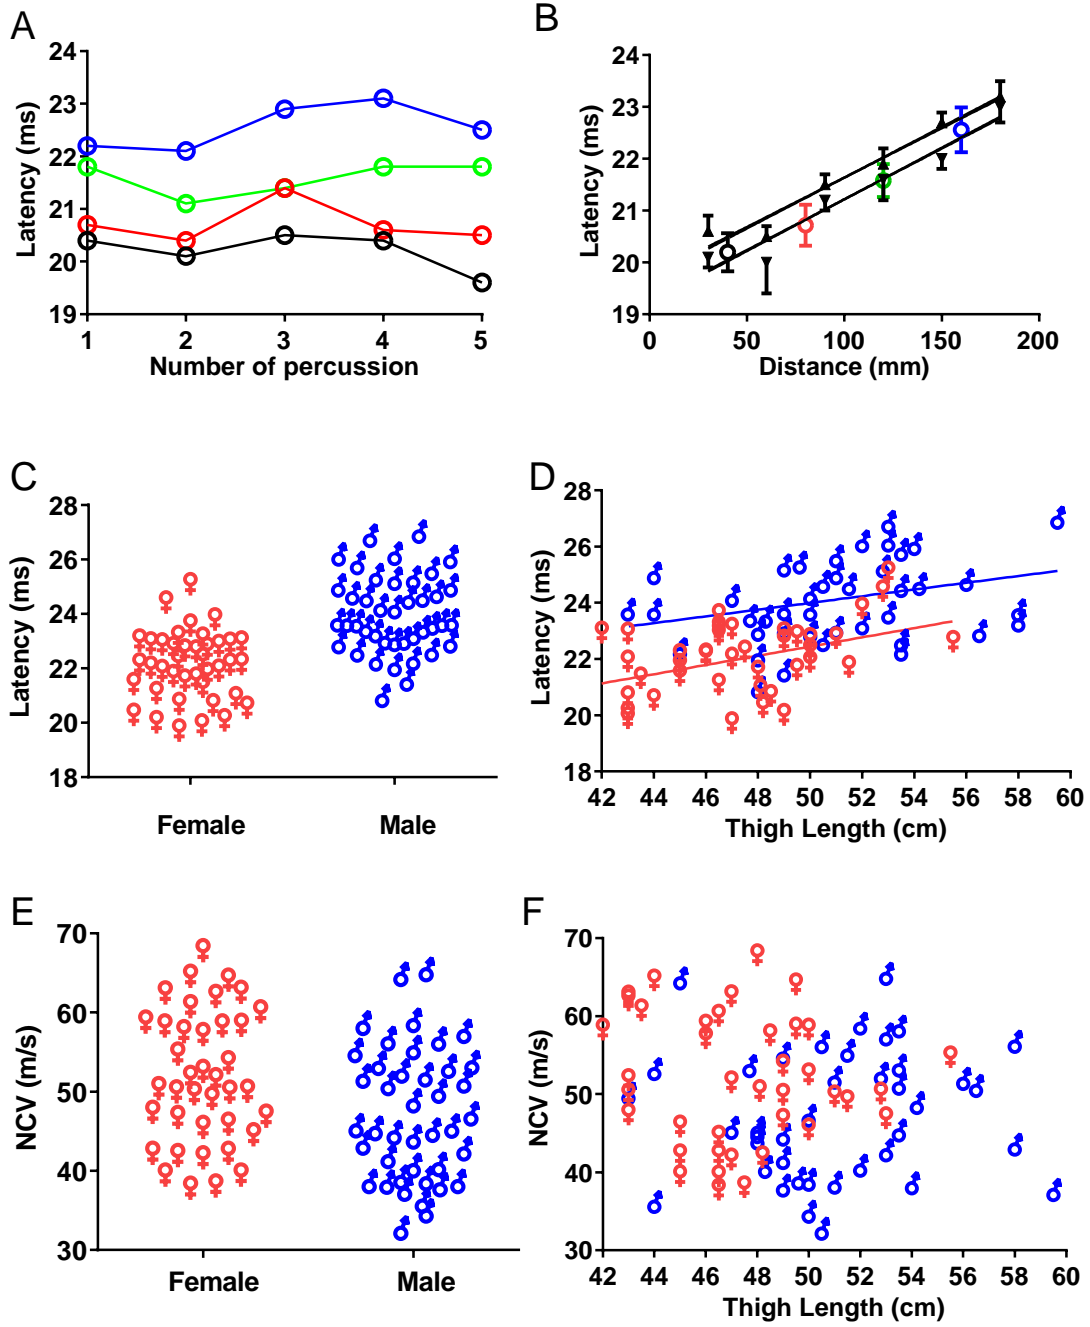 A
Latency (ms)
24
23
22
21
20
19
1 2 3 4 5
Number of percussion
B
Latency (ms)
24
23
22
21
20
19
0 50 100 150 200
Distance (mm)
C
Latency (ms)
28
26
24
22
20
18
Female Male
D
Latency (ms)
28
26
24
22
20
18
42 44 46 48 50 52 54 56 58 60
Thigh Length (cm)
E
NCV (m/s)
70
60
50
40
30
Female Male
F
NCV (m/s)
70
60
50
40
30
42 44 46 48 50 52 54 56 58 60
Thigh Length (cm)